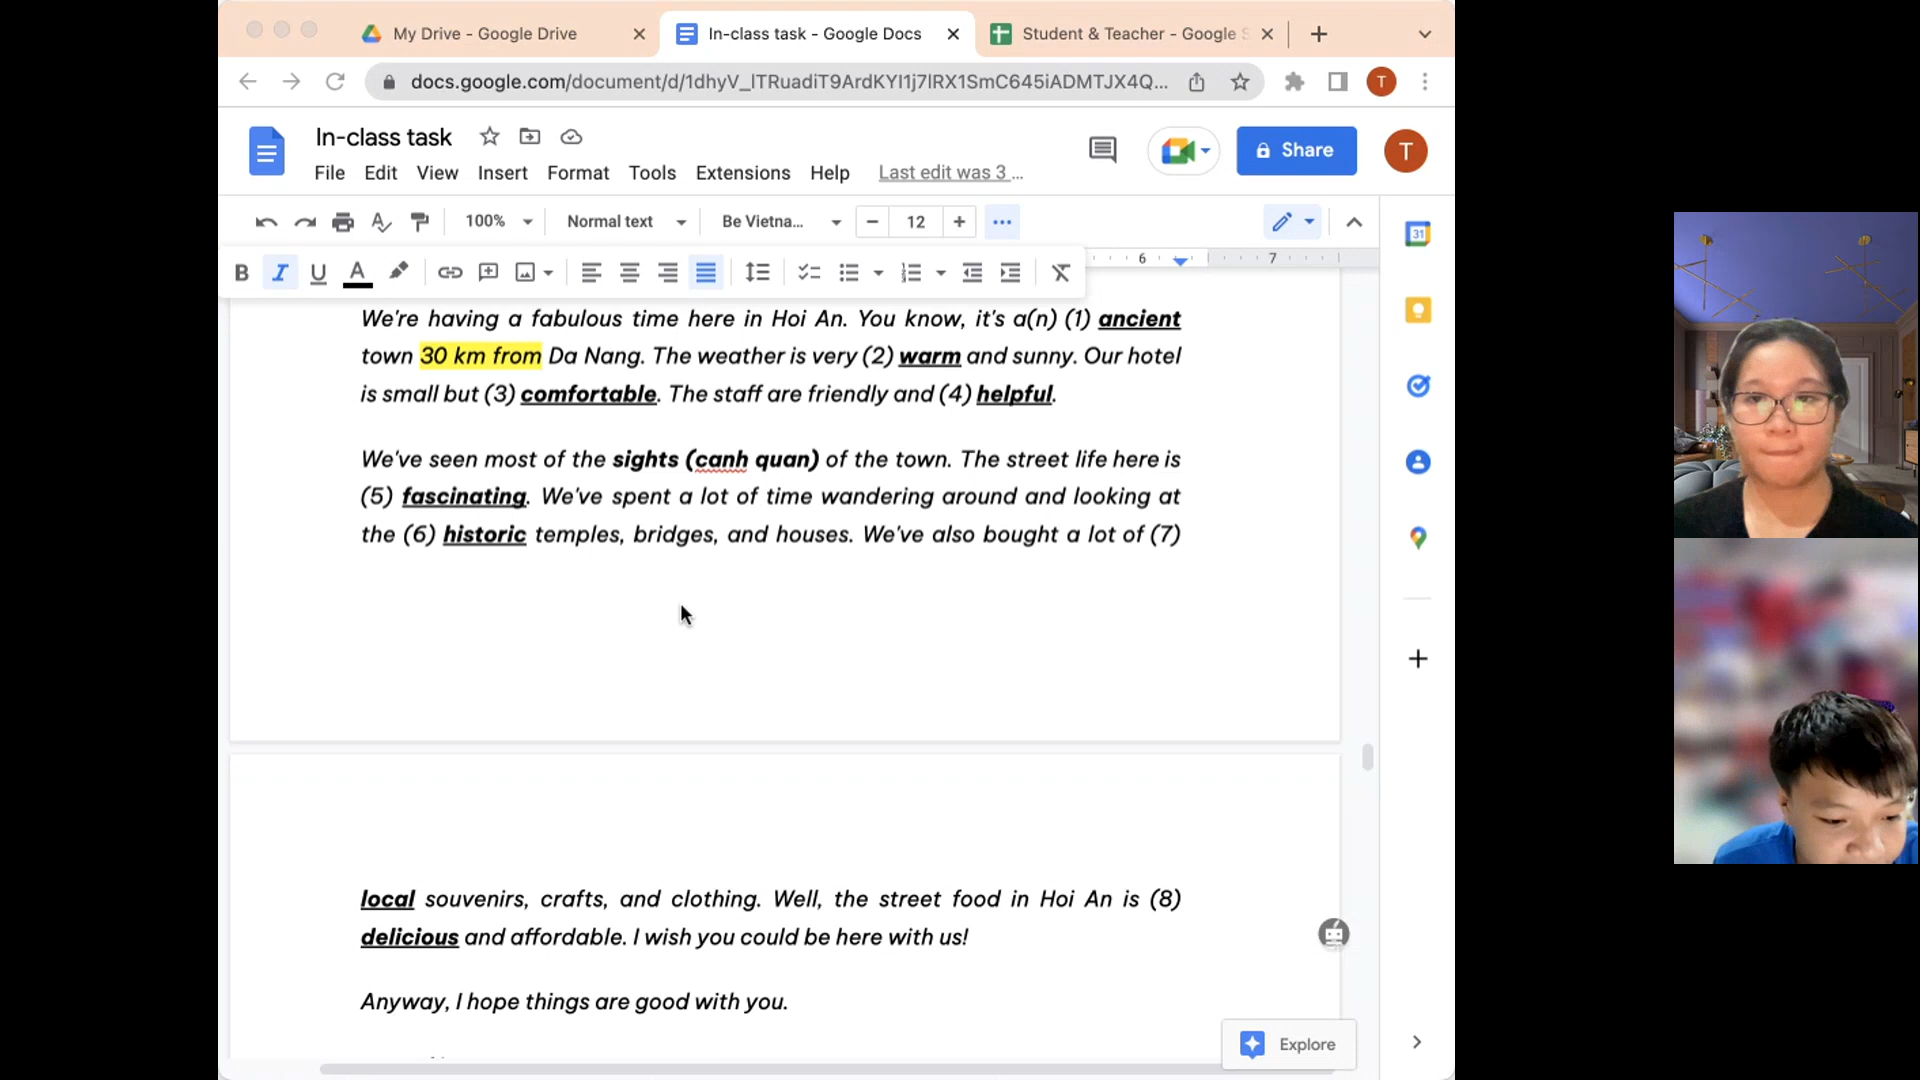 My Drive - Google Drive
In-class task - Google Docs
Student & Teacher - Google S
docs.google.com/document/d/1dhyV_lTRuadiT9ArdKYI1j7lRX1SmC645iADMTJX4Q...
T
In-class task
Share
T
File Edit View Insert Format Tools Extensions Help Last edit was 3 ...
100% Normal text Be Vietna... 12
31
B I U A
6 7
We're having a fabulous time here in Hoi An. You know, it's a(n) (1) ancient
town 30 km from Da Nang. The weather is very (2) warm and sunny. Our hotel
is small but (3) comfortable. The staff are friendly and (4) helpful.
We've seen most of the sights (canh quan) of the town. The street life here is
(5) fascinating. We've spent a lot of time wandering around and looking at
the (6) historic temples, bridges, and houses. We've also bought a lot of (7)
local souvenirs, crafts, and clothing. Well, the street food in Hoi An is (8)
delicious and affordable. I wish you could be here with us!
Anyway, I hope things are good with you.
Explore